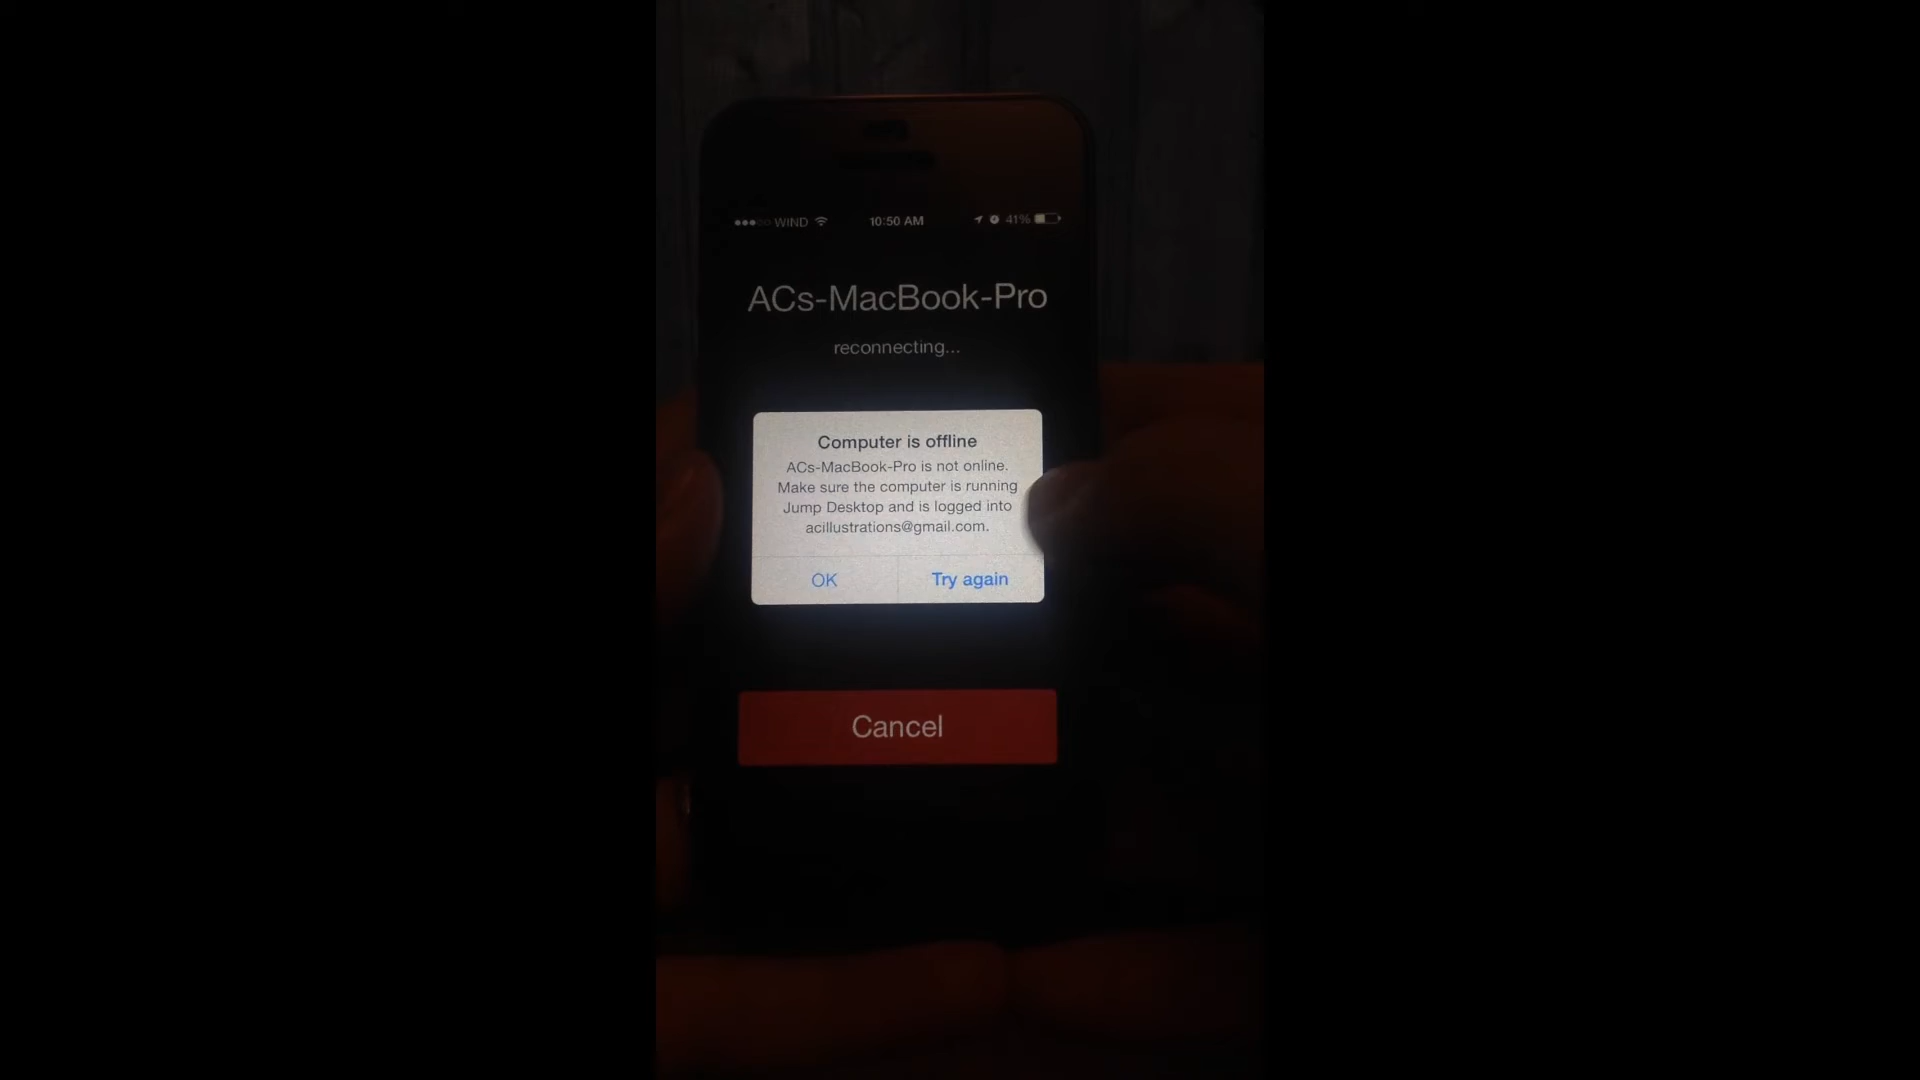 WIND 10:50 AM 41%
ACs-MacBook-Pro
reconnecting...
Computer is offline
ACs-MacBook-Pro is not online.
Make sure the computer is running
Jump Desktop and is logged into
acillustrations@gmail.com.
OK Try again
Cancel